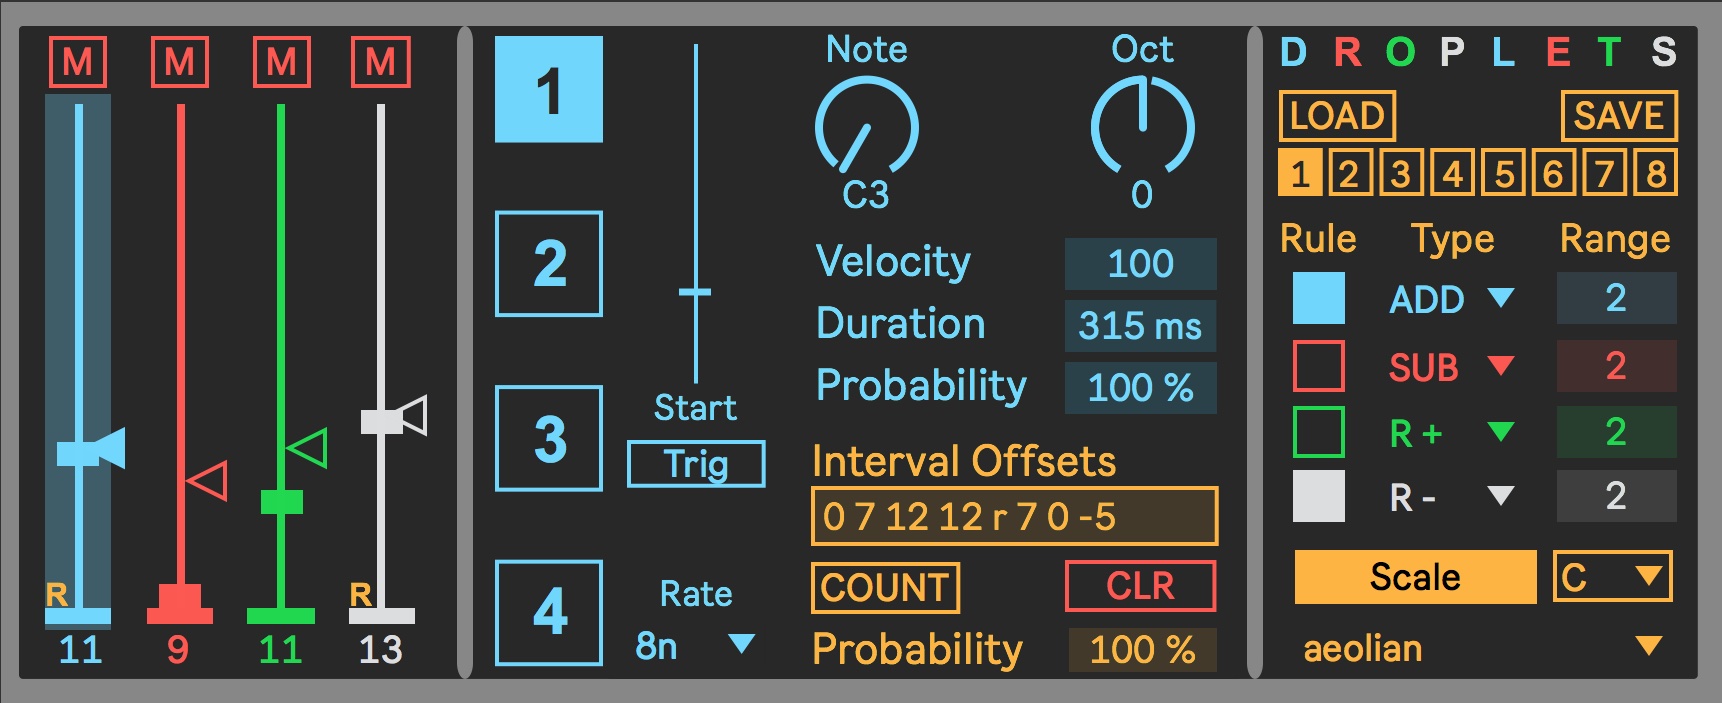 M M M M
R R
11 9 11 13
1
2
3
4
Start
Trig
Rate
8n
Note
C3
Oct
0
Velocity 100
Duration 315 ms
Probability 100 %
Interval Offsets
0 7 12 12 r 7 0 -5
COUNT CLR
Probability 100 %
D R O P L E T S
LOAD SAVE
1 2 3 4 5 6 7 8
Rule Type Range
ADD 2
SUB 2
R + 2
R - 2
Scale C
aeolian